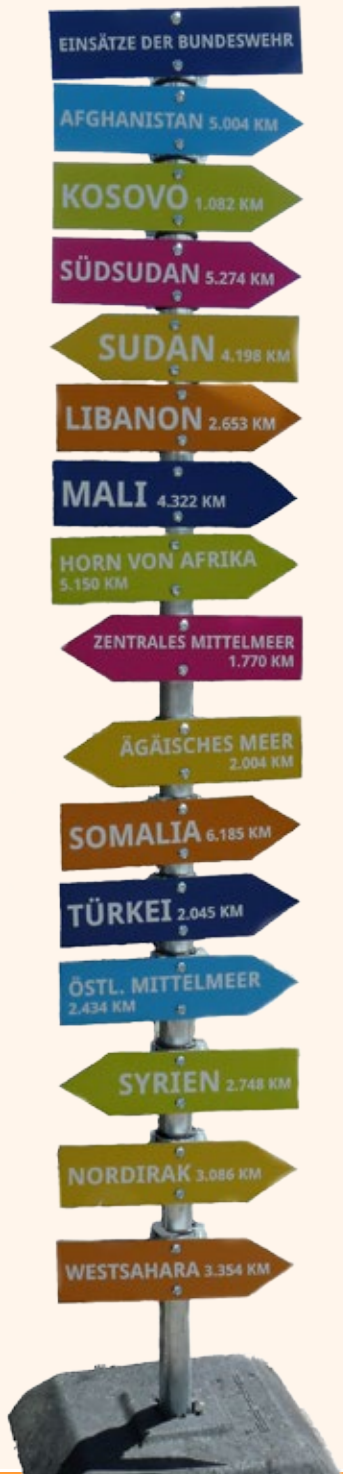 EINSÄTZE DER BUNDESWEHR
AFGHANISTAN 5.004 KM
KOSOVO 1.082 KM
SÜDSUDAN 5.274 KM
SUDAN 4.198 KM
LIBANON 2.653 KM
MALI 4.322 KM
HORN VON AFRIKA
5.150 KM
ZENTRALES MITTELMEER
1.770 KM
ÄGÄISCHES MEER
2.004 KM
SOMALIA 6.185 KM
TÜRKEI 2.045 KM
ÖSTL. MITTELMEER
2.434 KM
SYRIEN 2.748 KM
NORDIRAK 3.086 KM
WESTSAHARA 3.354 KM